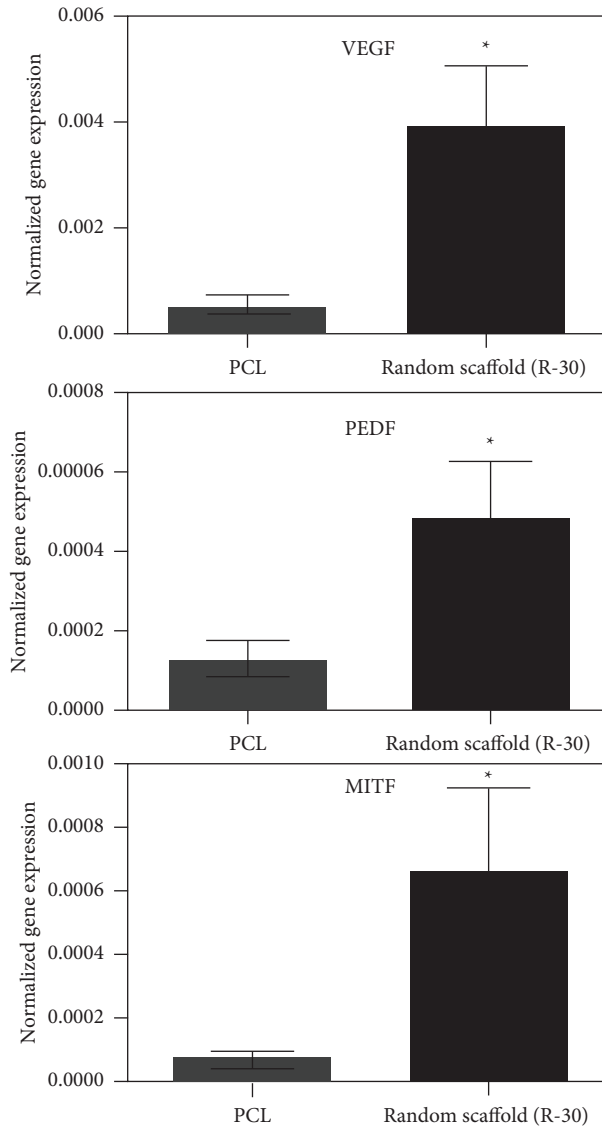 0.006
VEGF
*
0.004
0.002
0.000
Normalized gene expression
PCL
Random scaffold (R-30)
0.0008
PEDF
*
0.00006
0.0004
0.0002
0.0000
Normalized gene expression
PCL
Random scaffold (R-30)
0.0010
MITF
*
0.0008
0.0006
0.0004
0.0002
0.0000
Normalized gene expression
PCL
Random scaffold (R-30)